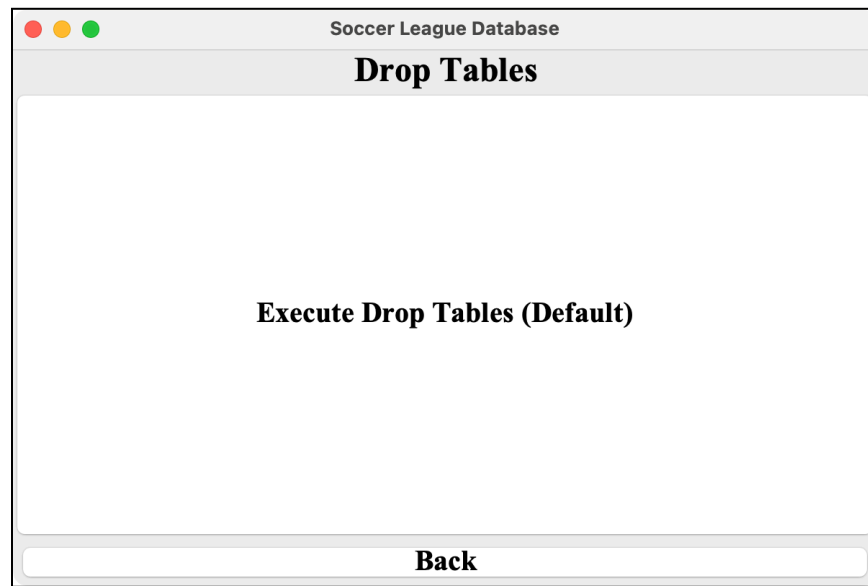 Soccer League Database
Drop Tables
Execute Drop Tables (Default)
Back